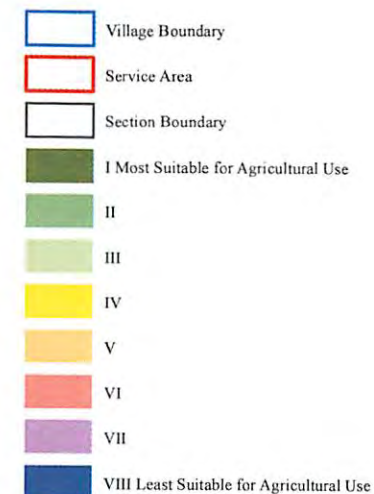 Village Boundary
Service Area
Section Boundary
I Most Suitable for Agricultural Use
II
III
IV
V
VI
VII
VIII Least Suitable for Agricultural Use